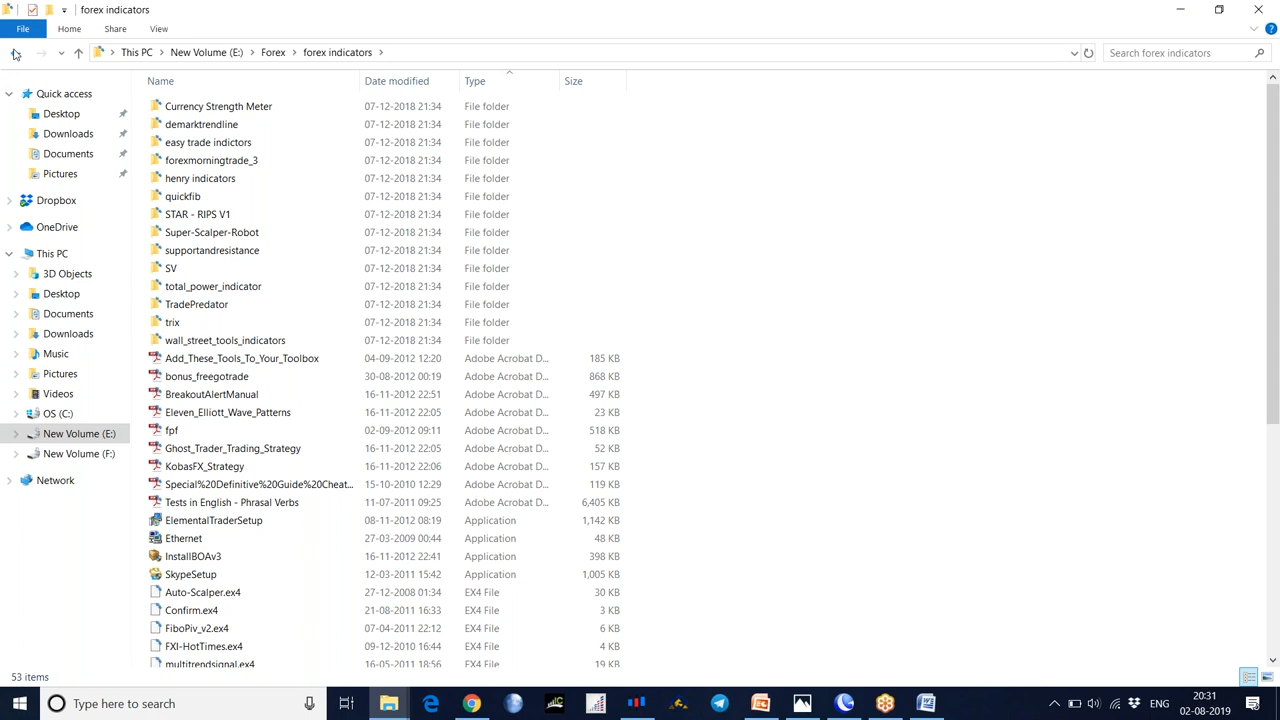 forex indicators
File Home Share View
This PC New Volume (E:) Forex forex indicators
Search forex indicators
Name Date modified Type Size
Quick access
Desktop
Downloads
Documents
Pictures
Dropbox
OneDrive
This PC
3D Objects
Desktop
Documents
Downloads
Music
Pictures
Videos
OS (C:)
New Volume (E:)
New Volume (F:)
Network
Currency Strength Meter 07-12-2018 21:34 File folder
demarktrendline 07-12-2018 21:34 File folder
easy trade indictors 07-12-2018 21:34 File folder
forexmorningtrade_3 07-12-2018 21:34 File folder
henry indicators 07-12-2018 21:34 File folder
quickfib 07-12-2018 21:34 File folder
STAR - RIPS V1 07-12-2018 21:34 File folder
Super-Scalper-Robot 07-12-2018 21:34 File folder
supportandresistance 07-12-2018 21:34 File folder
SV 07-12-2018 21:34 File folder
total_power_indicator 07-12-2018 21:34 File folder
TradePredator 07-12-2018 21:34 File folder
trix 07-12-2018 21:34 File folder
wall_street_tools_indicators 07-12-2018 21:34 File folder
Add_These_Tools_To_Your_Toolbox 04-09-2012 12:20 Adobe Acrobat D... 185 KB
bonus_freegotrade 30-08-2012 00:19 Adobe Acrobat D... 868 KB
BreakoutAlertManual 16-11-2012 22:51 Adobe Acrobat D... 497 KB
Eleven_Elliott_Wave_Patterns 16-11-2012 22:05 Adobe Acrobat D... 23 KB
fpf 02-09-2012 09:11 Adobe Acrobat D... 518 KB
Ghost_Trader_Trading_Strategy 16-11-2012 22:05 Adobe Acrobat D... 52 KB
KobasFX_Strategy 16-11-2012 22:06 Adobe Acrobat D... 157 KB
Special%20Definitive%20Guide%20Cheat... 15-10-2010 12:29 Adobe Acrobat D... 119 KB
Tests in English - Phrasal Verbs 11-07-2011 09:25 Adobe Acrobat D... 6,405 KB
ElementalTraderSetup 08-11-2012 08:19 Application 1,142 KB
Ethernet 27-03-2009 00:44 Application 48 KB
InstallBOAv3 16-11-2012 22:41 Application 398 KB
SkypeSetup 12-03-2011 15:42 Application 1,005 KB
Auto-Scalper.ex4 27-12-2008 01:34 EX4 File 30 KB
Confirm.ex4 21-08-2011 16:33 EX4 File 3 KB
FiboPiv_v2.ex4 07-04-2011 22:12 EX4 File 6 KB
FXI-HotTimes.ex4 09-12-2010 16:44 EX4 File 4 KB
multitrendsignal.ex4 16-05-2011 18:56 EX4 File 19 KB
53 items
Type here to search
ENG
20:31
02-08-2019